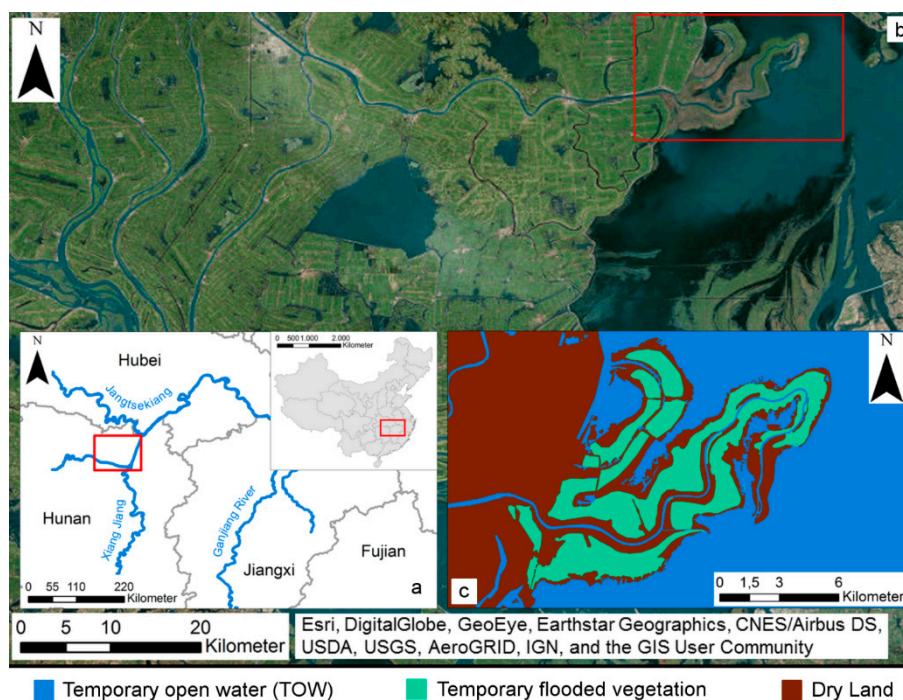 N
b
N
Hubei
Jangtsekiang
Hunan
Xiang Jiang
Ganjiang River
Jiangxi
Fujian
0 55 110 220
Kilometer
a
0 5001.000 2.000
Kilometer
N
c
0 1,5 3 6
Kilometer
0 5 10 20
Kilometer
Esri, DigitalGlobe, GeoEye, Earthstar Geographics, CNES/Airbus DS,
USDA, USGS, AeroGRID, IGN, and the GIS User Community
Temporary open water (TOW) Temporary flooded vegetation Dry Land